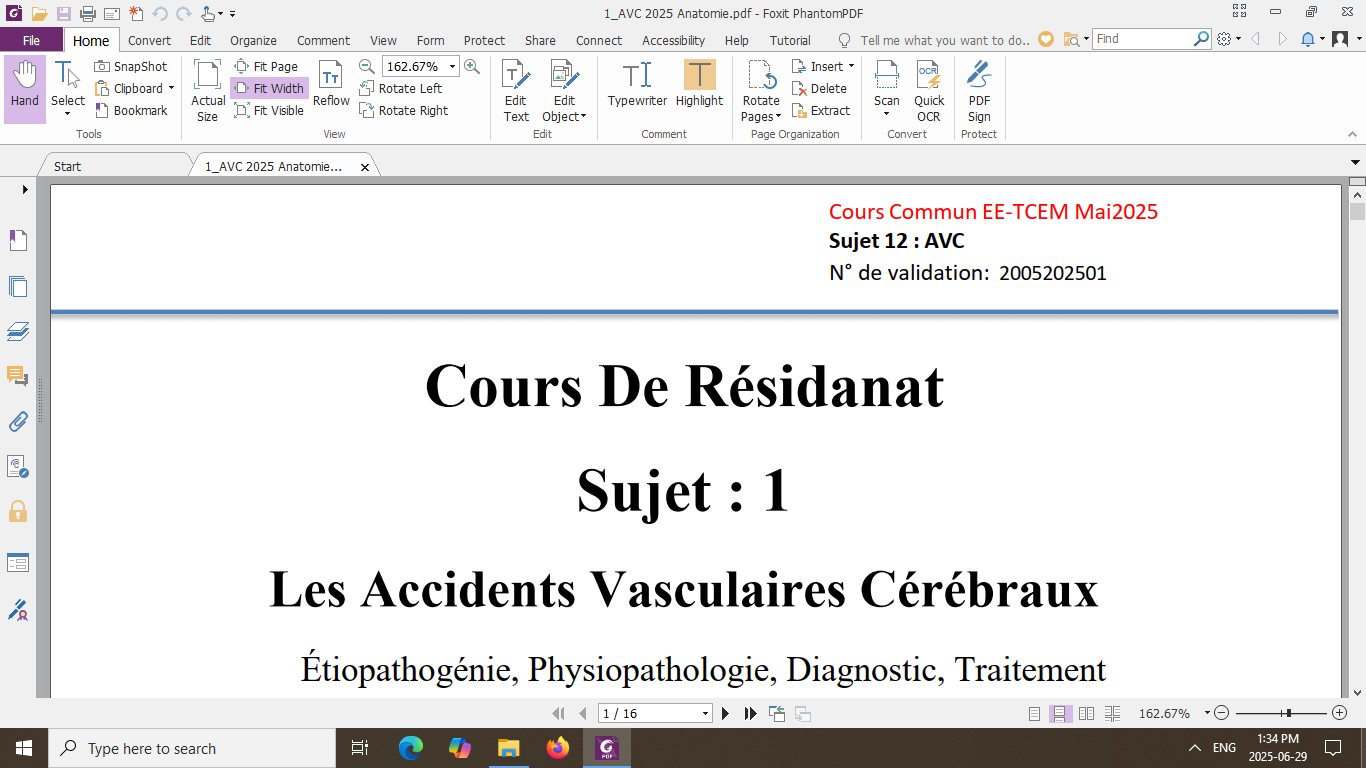 1_AVC 2025 Anatomie.pdf - Foxit PhantomPDF
File Home Convert Edit Organize Comment View Form Protect Share Connect Accessibility Help Tutorial Tell me what you want to do.. Find
Hand
Select
SnapShot
Clipboard
Bookmark
Tools
Actual Size
Fit Page
Fit Width
Fit Visible
Reflow
162.67%
Rotate Left
Rotate Right
View
Edit Text
Edit Object
Edit
Typewriter
Highlight
Comment
Rotate Pages
Insert
Delete
Extract
Page Organization
Scan
Quick OCR
Convert
PDF Sign
Protect
Start
1_AVC 2025 Anatomie...
Cours Commun EE-TCEM Mai2025
Sujet 12 : AVC
N° de validation: 2005202501
Cours De Résidanat
Sujet : 1
Les Accidents Vasculaires Cérébraux
Étiopathogénie, Physiopathologie, Diagnostic, Traitement
1 / 16
162.67%
Type here to search
ENG
1:34 PM
2025-06-29